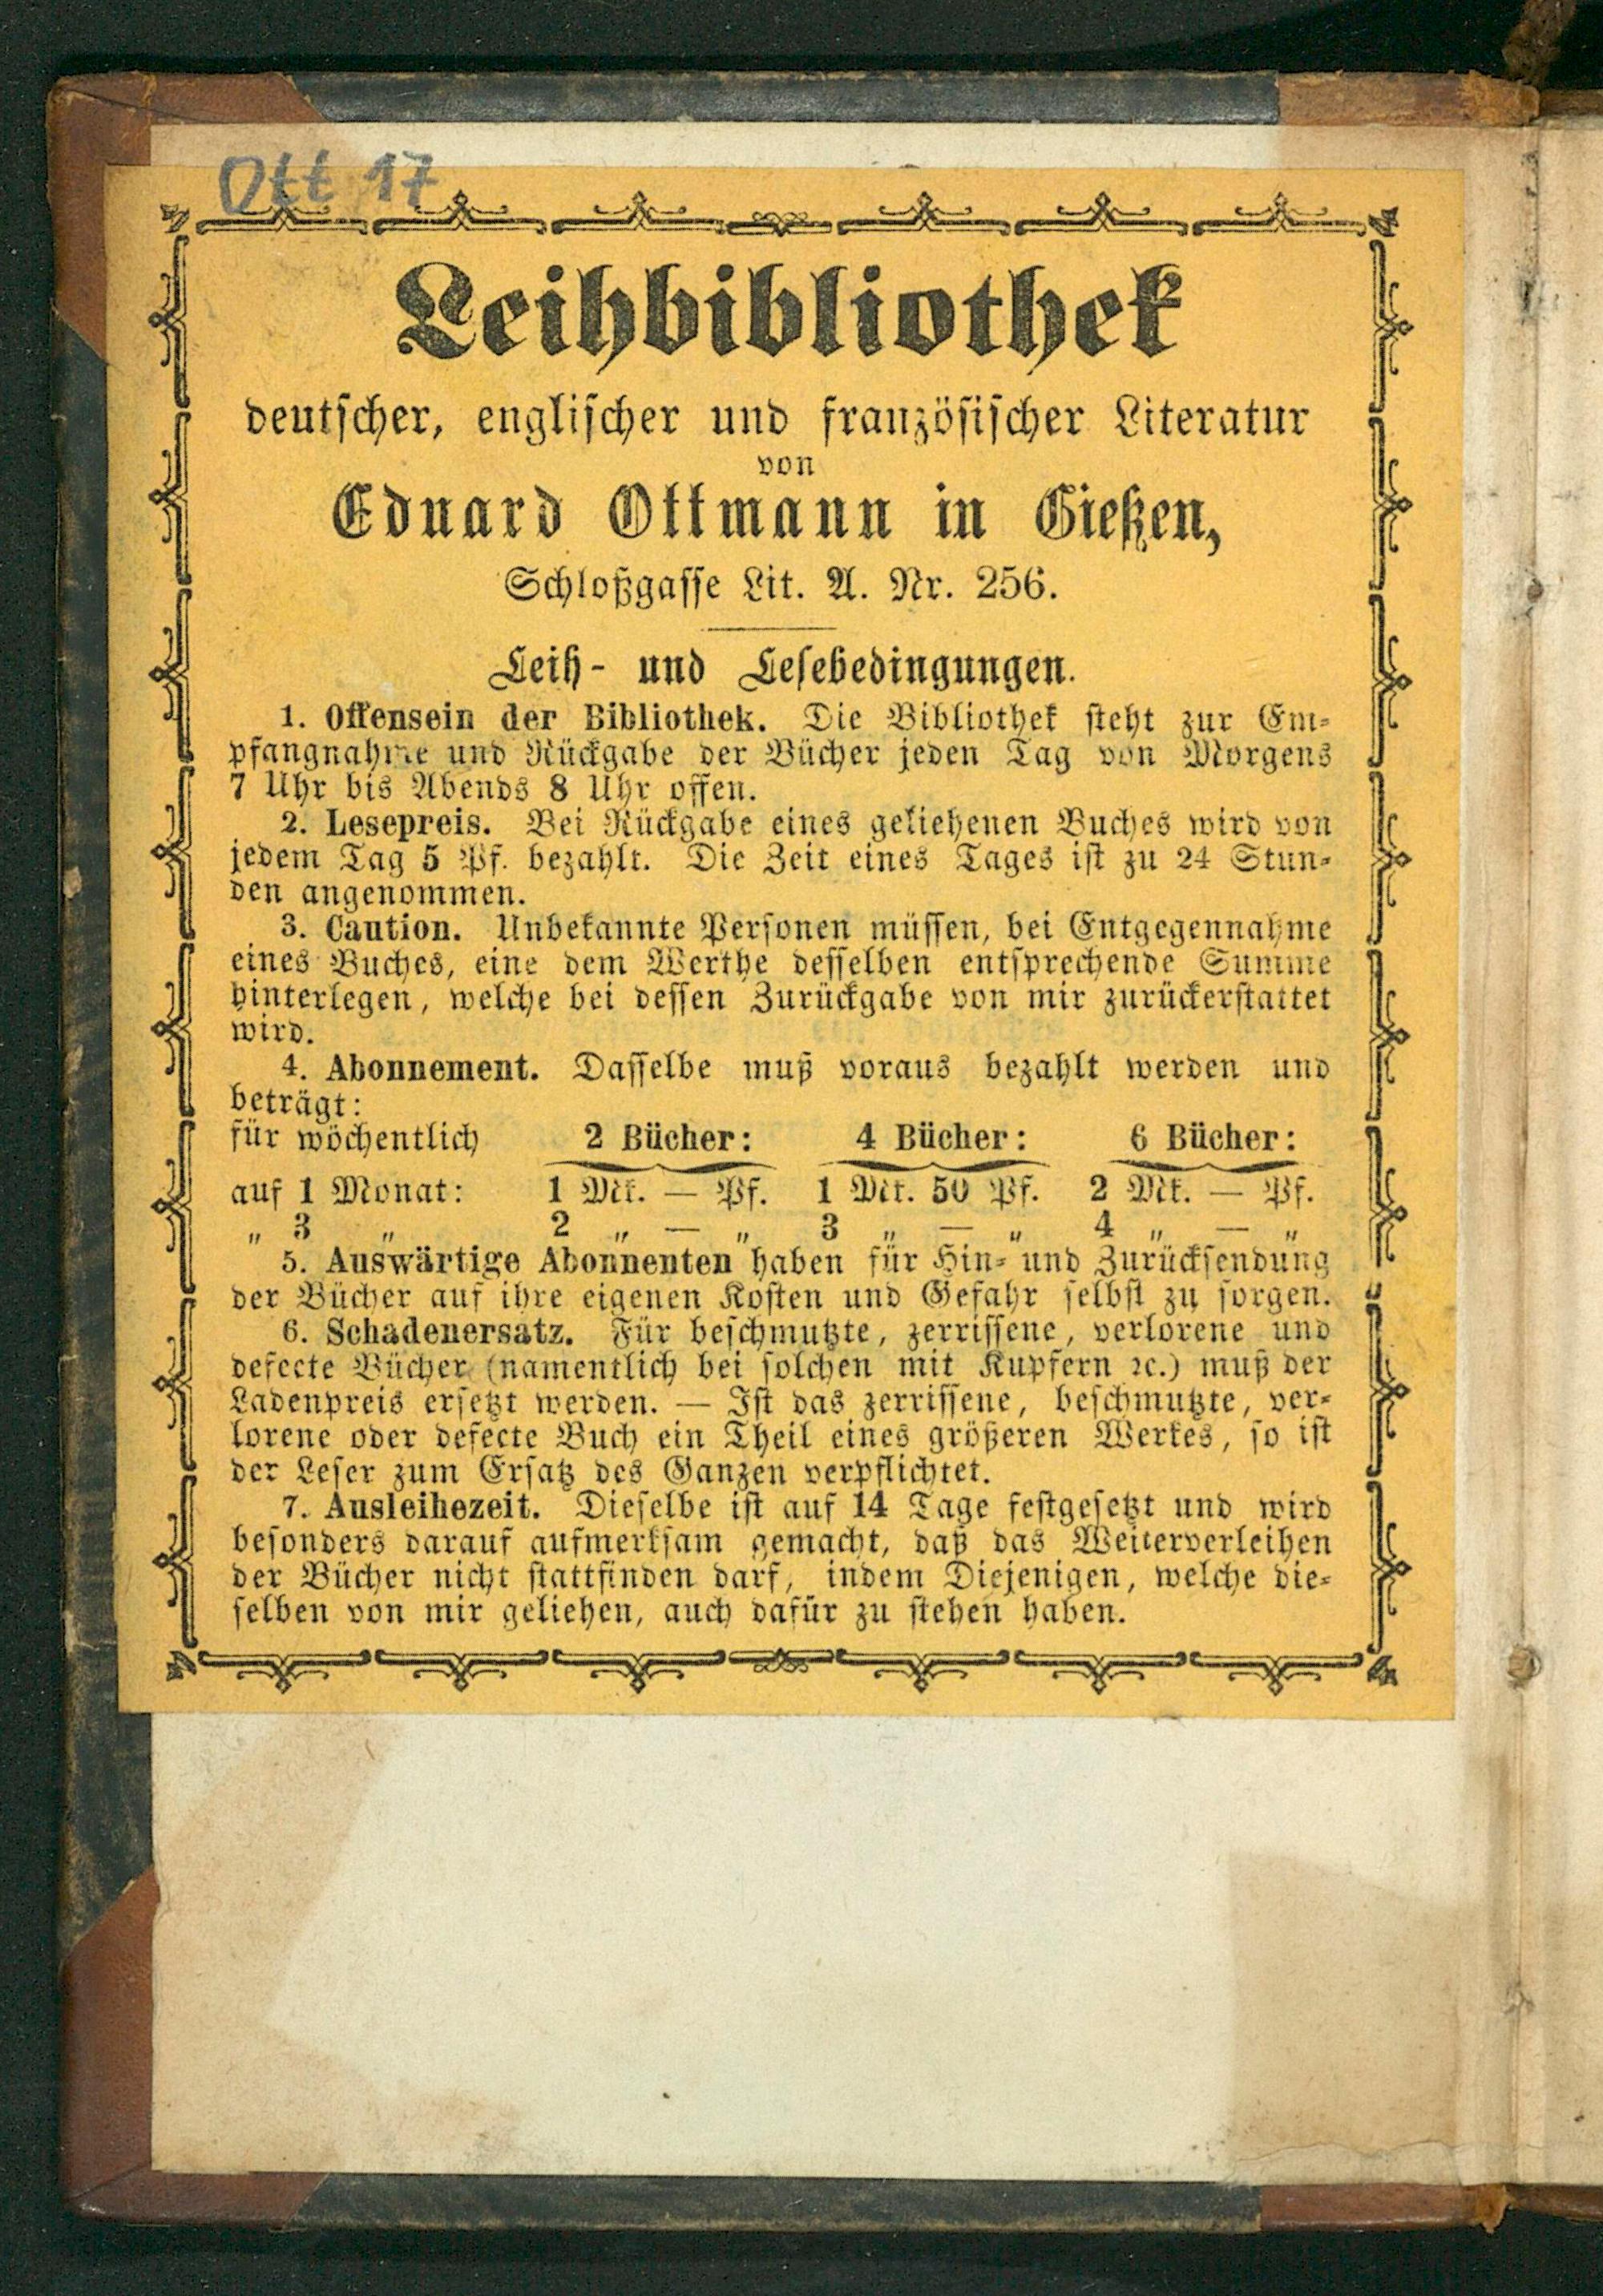 Ott 17
Leihbibliothek
deutscher, englischer und französischer Literatur
von
Eduard Ottmann in Gießen,
Schloßgasse Lit. A. Nr. 256.
Leih- und Lesebedingungen.
1. Offensein der Bibliothek. Die Bibliothek steht zur Em-
pfangnahme und Rückgabe der Bücher jeden Tag von Morgens
7 Uhr bis Abends 8 Uhr offen.
2. Lesepreis. Bei Rückgabe eines geliehenen Buches wird von
jedem Tag 5 Pf. bezahlt. Die Zeit eines Tages ist zu 24 Stun-
den angenommen.
3. Caution. Unbekannte Personen müssen, bei Entgegennahme
eines Buches, eine dem Werthe desselben entsprechende Summe
hinterlegen, welche bei dessen Zurückgabe von mir zurückerstattet
wird.
4. Abonnement. Dasselbe muß voraus bezahlt werden und
beträgt:
für wöchentlich 2 Bücher: 4 Bücher: 6 Bücher:
auf 1 Monat: 1 Mk. — Pf. 1 Mk. 50 Pf. 2 Mk. — Pf.
„ 3 „ 2 „ — „ 3 „ — „ 4 „ — „
5. Auswärtige Abonnenten haben für Hin- und Zurücksendung
der Bücher auf ihre eigenen Kosten und Gefahr selbst zu sorgen.
6. Schadenersatz. Für beschmutzte, zerrissene, verlorene und
defecte Bücher (namentlich bei solchen mit Kupfern ꝛc.) muß der
Ladenpreis ersetzt werden. — Ist das zerrissene, beschmutzte, ver-
lorene oder defecte Buch ein Theil eines größeren Werkes, so ist
der Leser zum Ersatz des Ganzen verpflichtet.
7. Ausleihezeit. Dieselbe ist auf 14 Tage festgesetzt und wird
besonders darauf aufmerksam gemacht, daß das Weiterverleihen
der Bücher nicht stattfinden darf, indem Diejenigen, welche die-
selben von mir geliehen, auch dafür zu stehen haben.